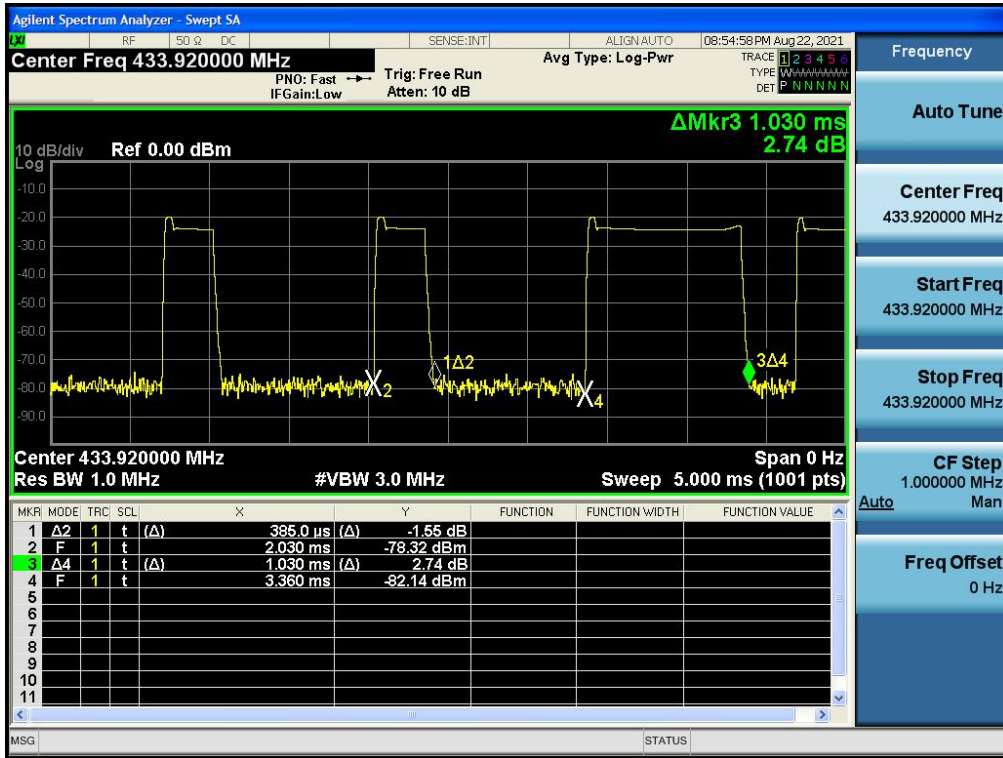 Agilent Spectrum Analyzer - Swept SA
LXI RF 50 Ω DC SENSE:INT ALIGN AUTO 08:54:58 PM Aug 22, 2021
Center Freq 433.920000 MHz
PNO: Fast
IFGain:Low
Trig: Free Run
Atten: 10 dB
Avg Type: Log-Pwr
TRACE 1 2 3 4 5 6
TYPE W
DET P N N N N N
ΔMkr3 1.030 ms
2.74 dB
10 dB/div Ref 0.00 dBm
Log
-10.0
-20.0
-30.0
-40.0
-50.0
-60.0
-70.0
-80.0
-90.0
1Δ2
3Δ4
X2
X4
Center 433.920000 MHz Span 0 Hz
Res BW 1.0 MHz #VBW 3.0 MHz Sweep 5.000 ms (1001 pts)
MKR MODE TRC SCL X Y FUNCTION FUNCTION WIDTH FUNCTION VALUE
1 Δ2 1 t (Δ) 385.0 µs (Δ) -1.55 dB
2 F 1 t 2.030 ms -78.32 dBm
3 Δ4 1 t (Δ) 1.030 ms (Δ) 2.74 dB
4 F 1 t 3.360 ms -82.14 dBm
5
6
7
8
9
10
11
MSG STATUS
Frequency
Auto Tune
Center Freq
433.920000 MHz
Start Freq
433.920000 MHz
Stop Freq
433.920000 MHz
CF Step
1.000000 MHz
Auto Man
Freq Offset
0 Hz